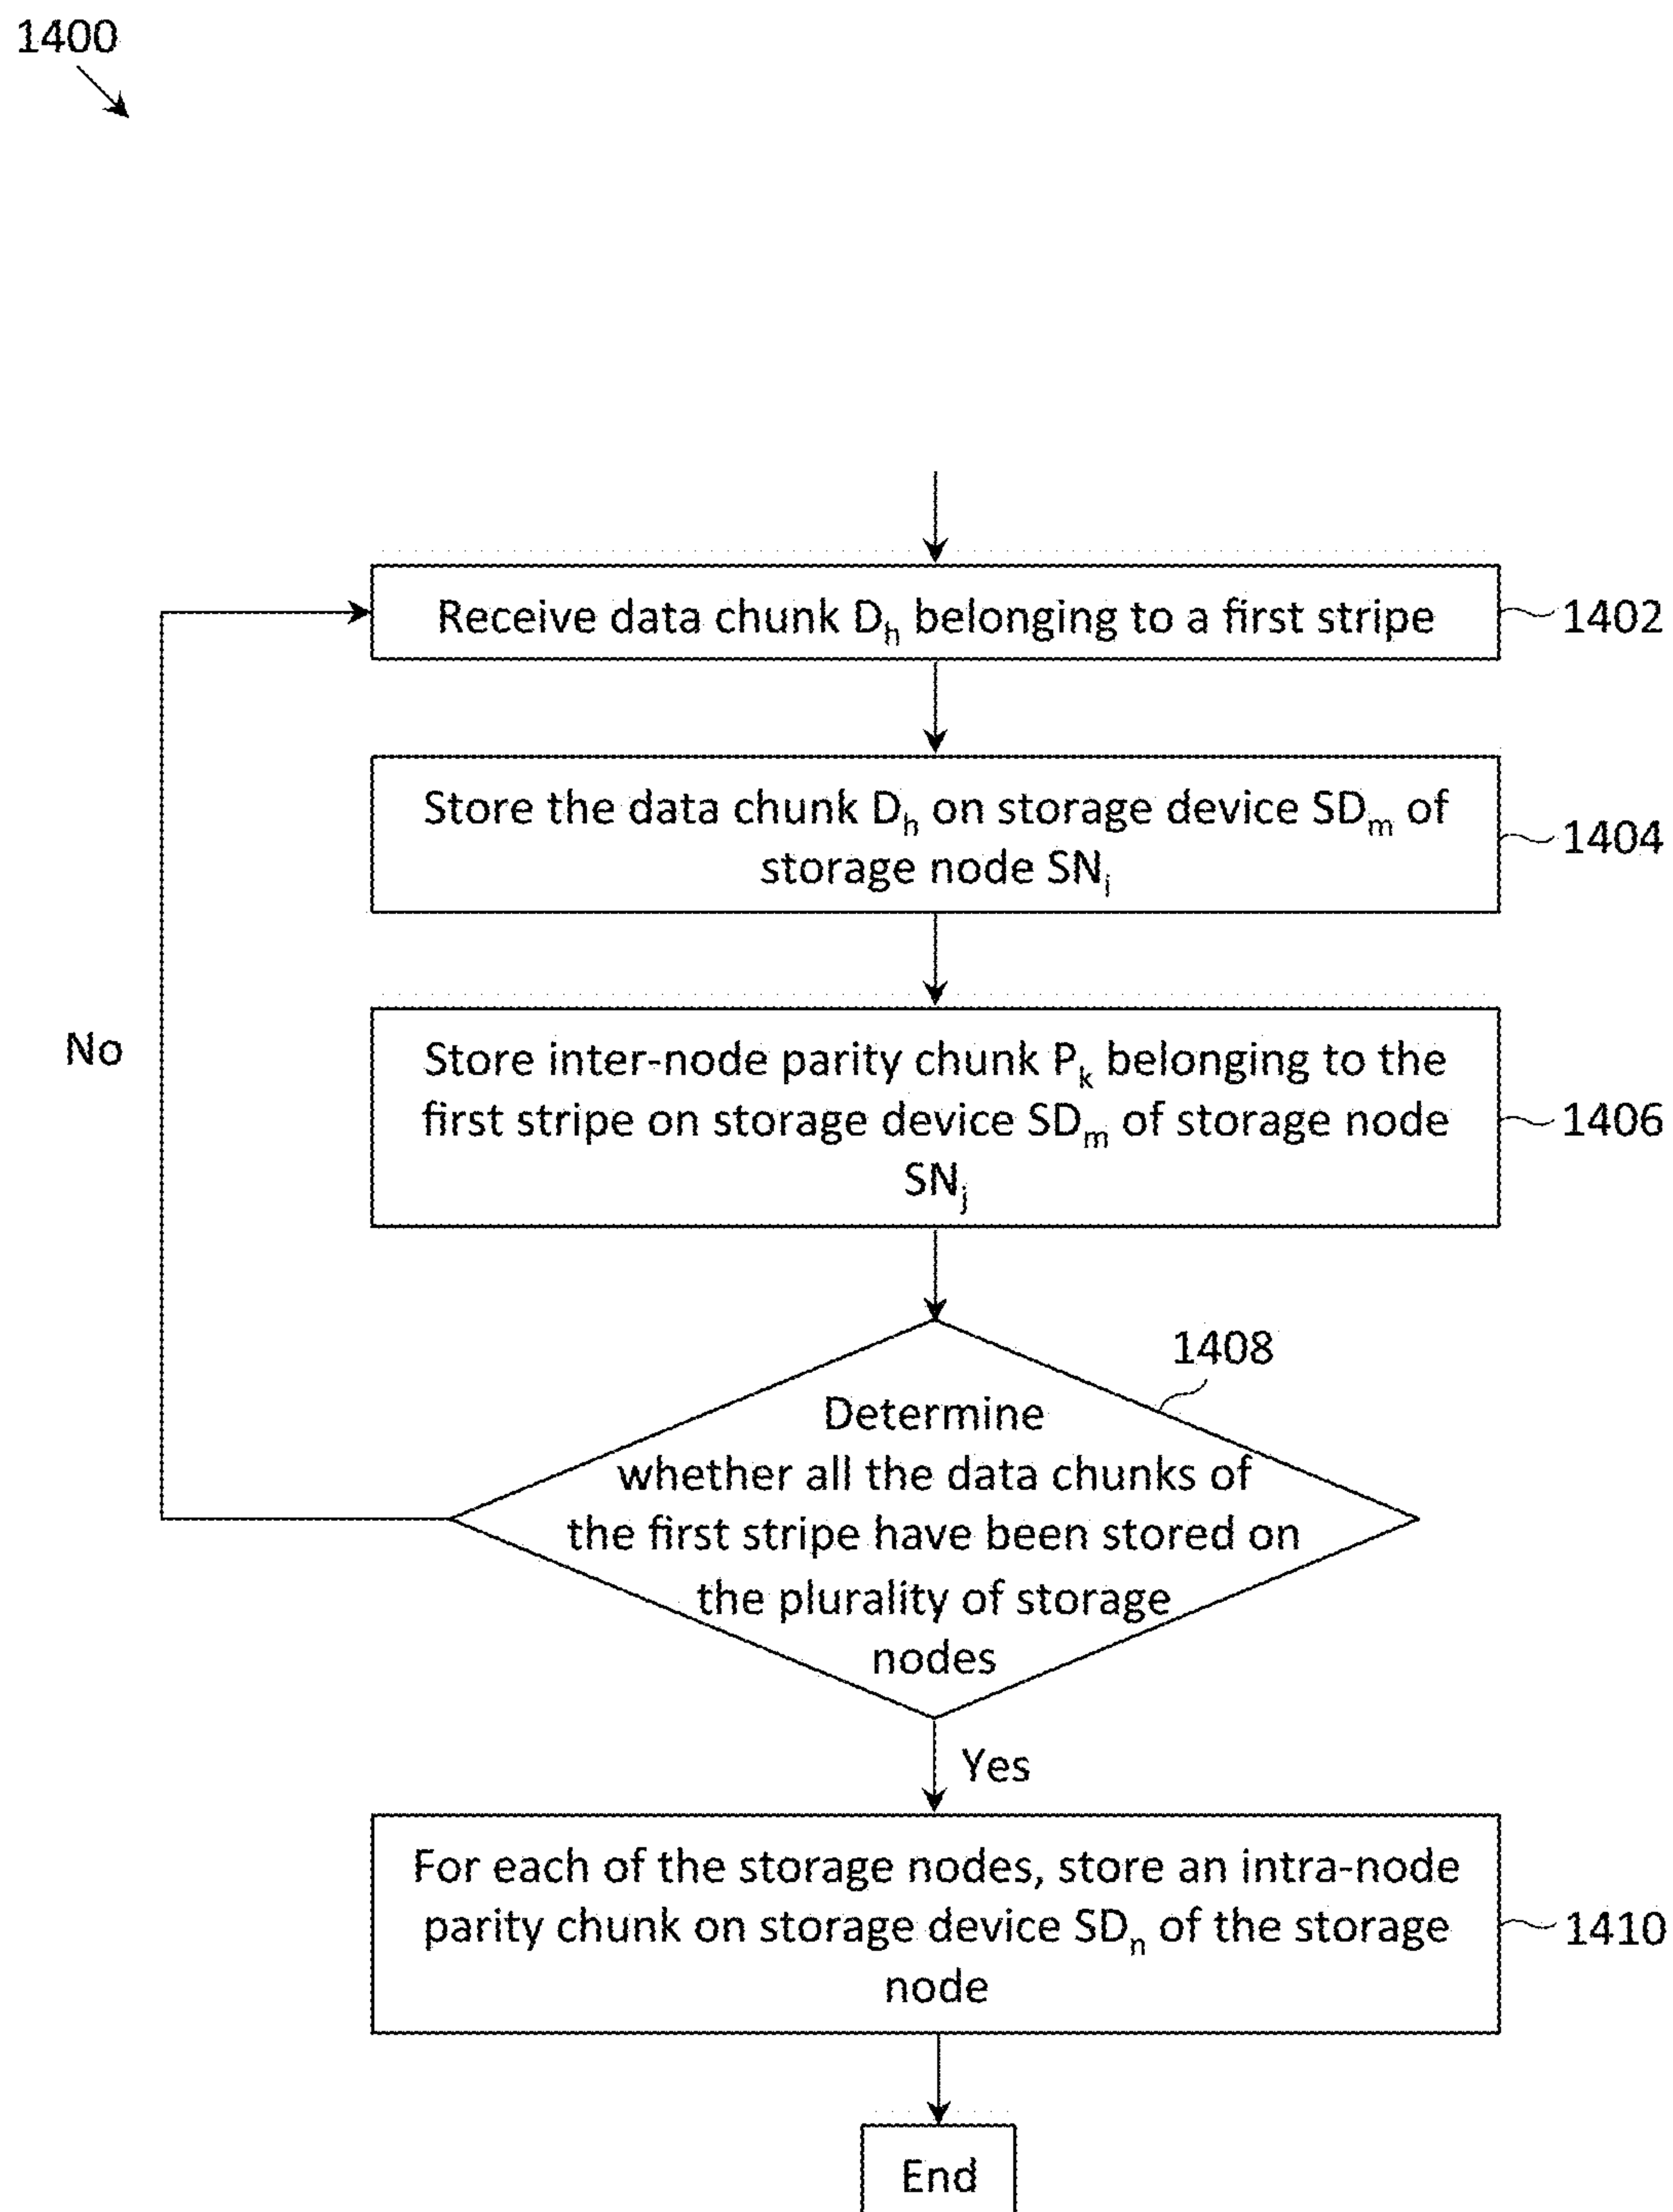 1400
Receive data chunk Dₕ belonging to a first stripe
1402
Store the data chunk Dₕ on storage device SDₘ of
storage node SNᵢ
1404
Store inter-node parity chunk Pₖ belonging to the
first stripe on storage device SDₘ of storage node
SNⱼ
1406
No
1408
Determine
whether all the data chunks of
the first stripe have been stored on
the plurality of storage
nodes
Yes
For each of the storage nodes, store an intra-node
parity chunk on storage device SDₙ of the storage
node
1410
End